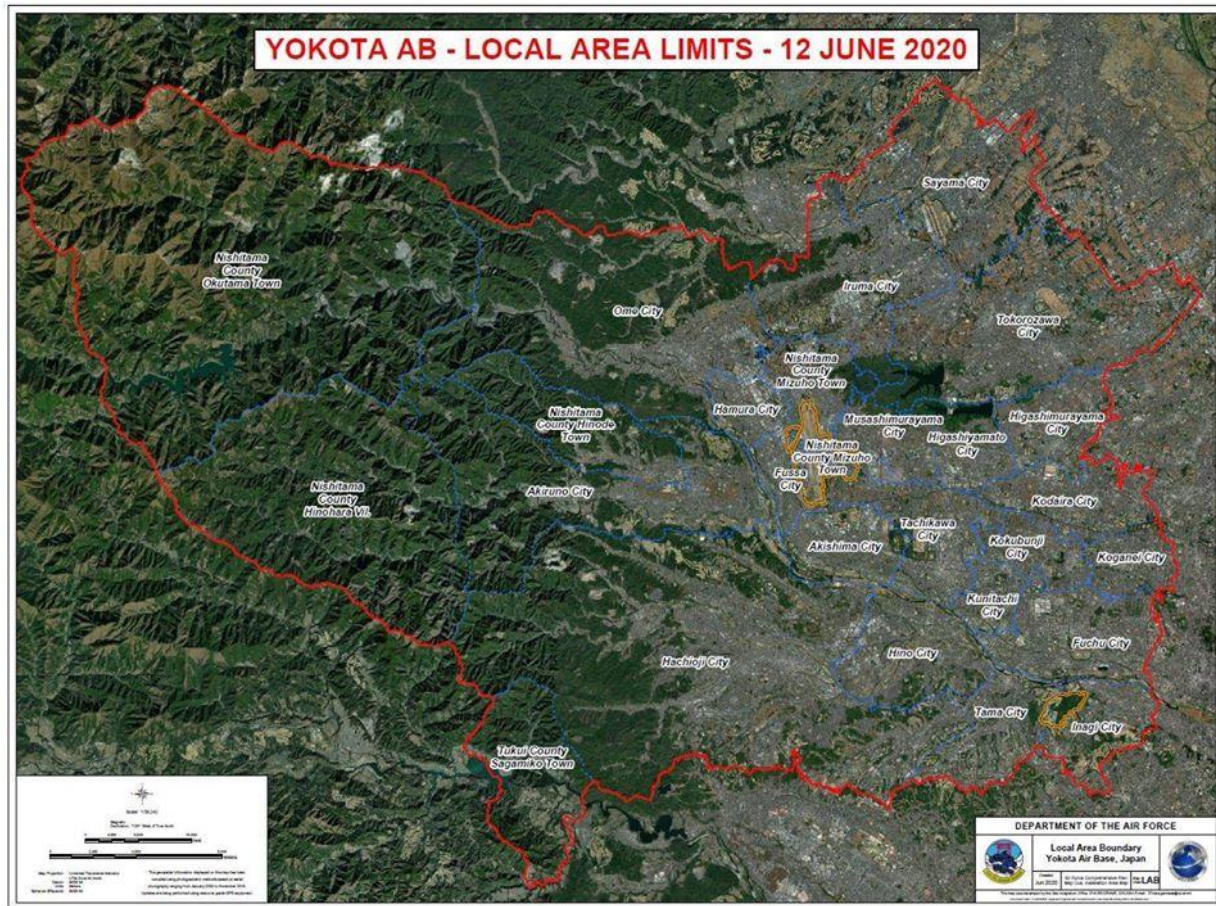 YOKOTA AB - LOCAL AREA LIMITS - 12 JUNE 2020
Sayama City
Nishitama
County
Okutama Town
Iruma City
Ome City
Tokorozawa
City
Nishitama
County
Mizuho Town
Hamura City
Nishitama
County Hinode
Town
Musashimurayama
City
Higashiyamato
City
Higashimurayama
City
Nishitama
County Mizuho
Town
Fussa
City
Nishitama
County
Hinohara Vil.
Akiruno City
Kodaira City
Tachikawa
City
Akishima City
Kokubunji
City
Koganei City
Kunitachi
City
Fuchu City
Hino City
Hachioji City
Tama City
Inagi City
Tukui County
Sagamiko Town
DEPARTMENT OF THE AIR FORCE
Local Area Boundary
Yokota Air Base, Japan
Jun 2020
LAB